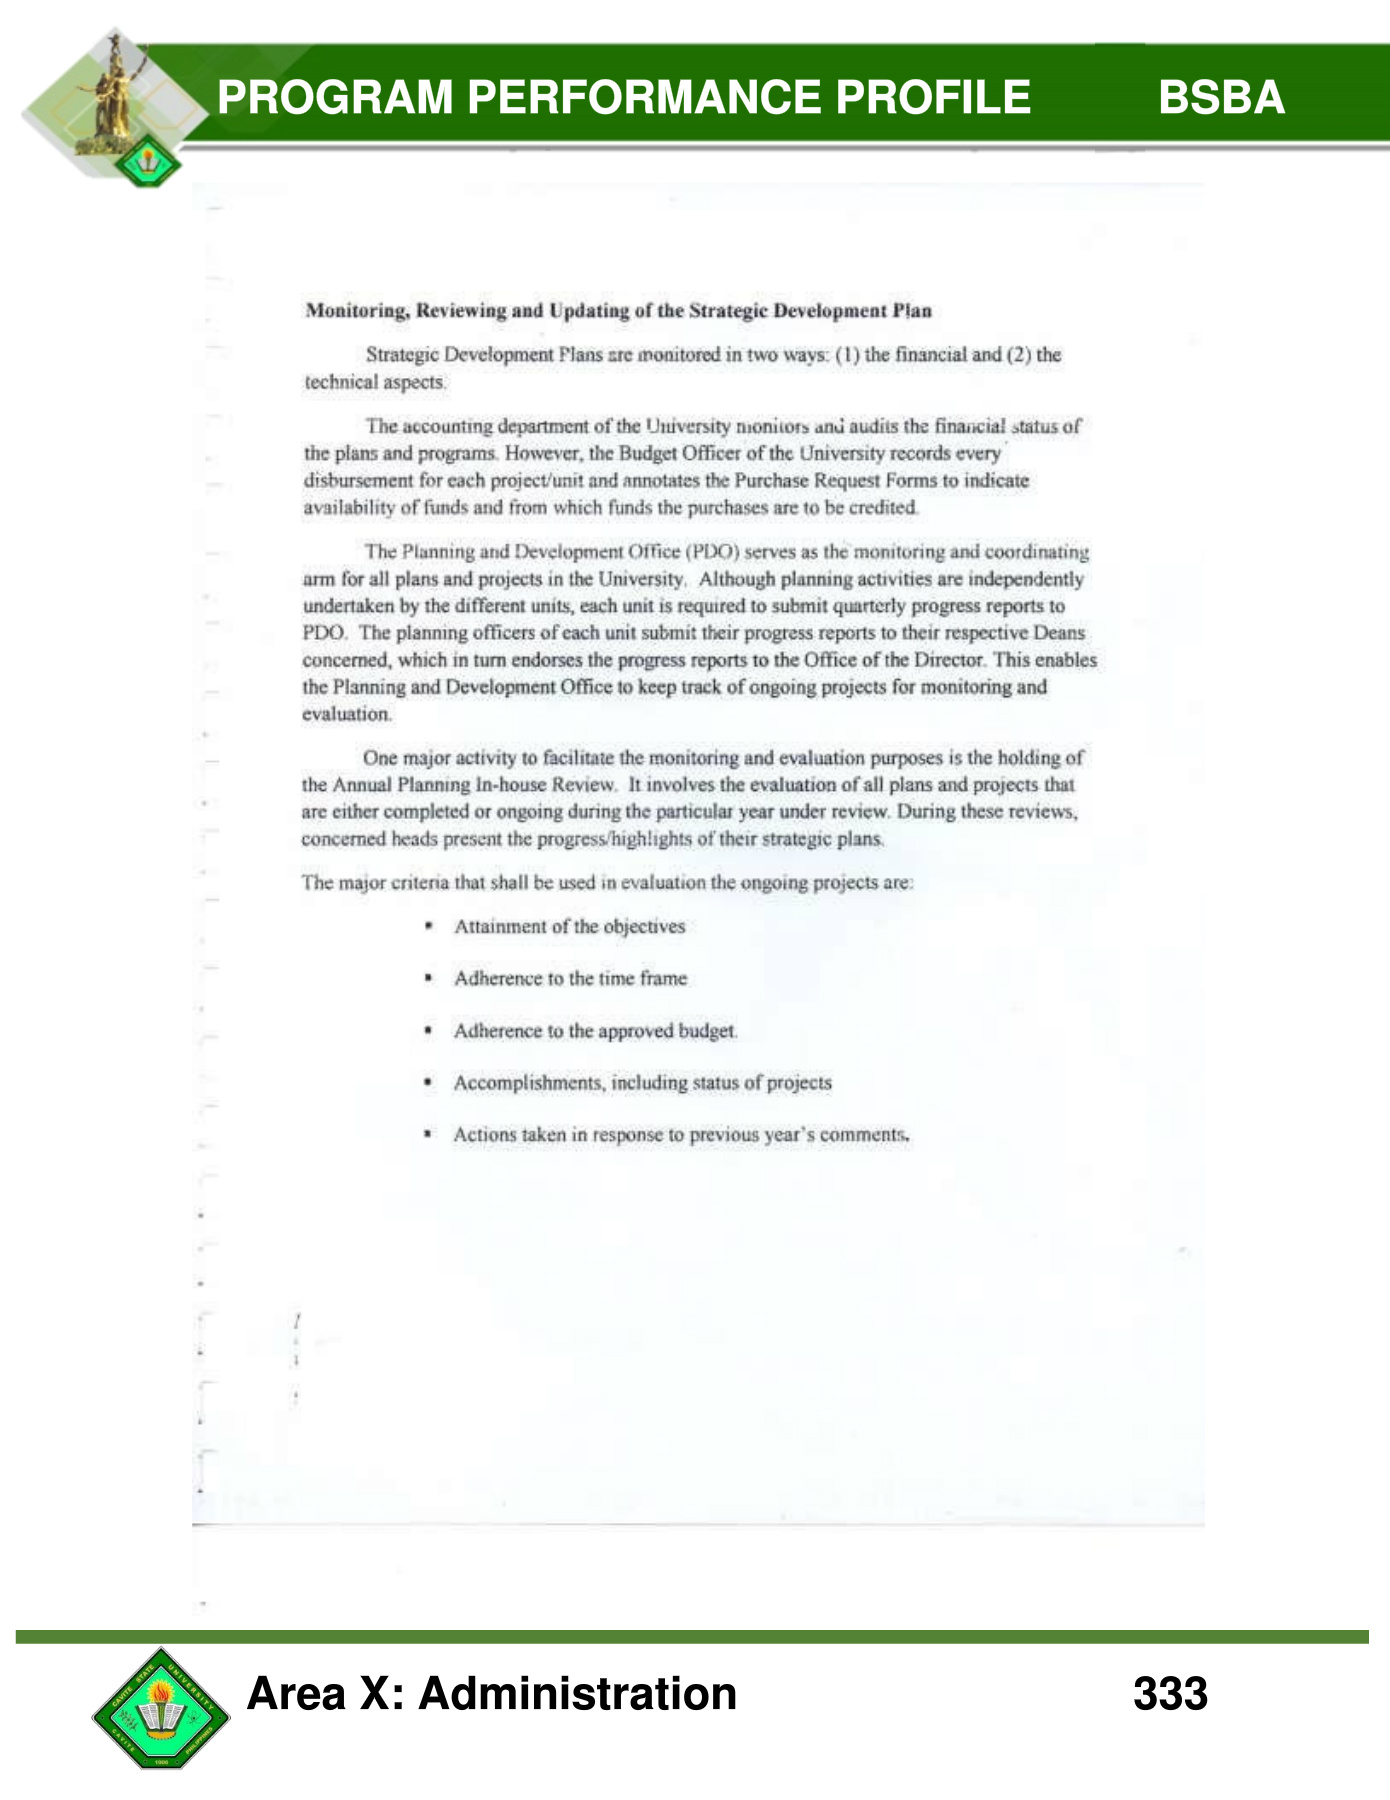 PROGRAM PERFORMANCE PROFILE BSBA
Monitoring, Reviewing and Updating of the Strategic Development Plan
Strategic Development Plans are monitored in two ways: (1) the financial and (2) the
technical aspects.
The accounting department of the University monitors and audits the financial status of
the plans and programs. However, the Budget Officer of the University records every
disbursement for each project/unit and annotates the Purchase Request Forms to indicate
availability of funds and from which funds the purchases are to be credited.
The Planning and Development Office (PDO) serves as the monitoring and coordinating
arm for all plans and projects in the University. Although planning activities are independently
undertaken by the different units, each unit is required to submit quarterly progress reports to
PDO. The planning officers of each unit submit their progress reports to their respective Deans
concerned, which in turn endorses the progress reports to the Office of the Director. This enables
the Planning and Development Office to keep track of ongoing projects for monitoring and
evaluation.
One major activity to facilitate the monitoring and evaluation purposes is the holding of
the Annual Planning In-house Review. It involves the evaluation of all plans and projects that
are either completed or ongoing during the particular year under review. During these reviews,
concerned heads present the progress/highlights of their strategic plans.
The major criteria that shall be used in evaluation the ongoing projects are:
▪ Attainment of the objectives
▪ Adherence to the time frame
▪ Adherence to the approved budget.
▪ Accomplishments, including status of projects
▪ Actions taken in response to previous year's comments.
CAVITE STATE UNIVERSITY
CAVITE 1906 PHILIPPINES
Area X: Administration 333